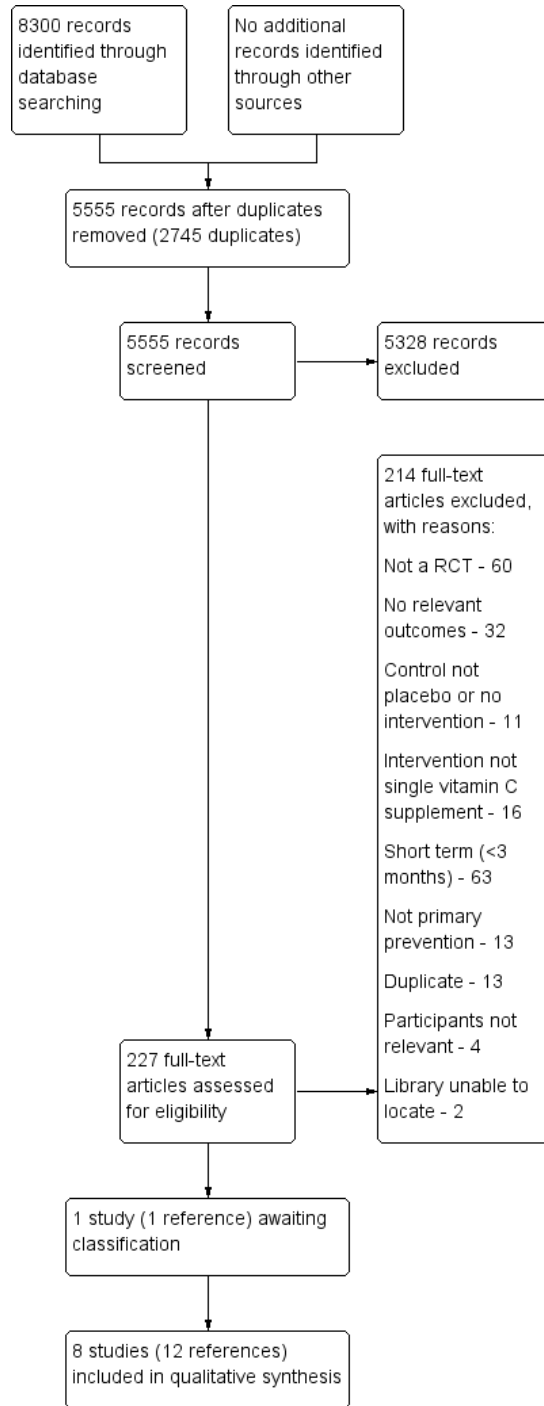 8300 records
identified through
database
searching
No additional
records identified
through other
sources
5555 records after duplicates
removed (2745 duplicates)
5555 records
screened
5328 records
excluded
214 full-text
articles excluded,
with reasons:
Not a RCT - 60
No relevant
outcomes - 32
Control not
placebo or no
intervention - 11
Intervention not
single vitamin C
supplement - 16
Short term (<3
months) - 63
Not primary
prevention - 13
Duplicate - 13
Participants not
relevant - 4
Library unable to
locate - 2
227 full-text
articles assessed
for eligibility
1 study (1 reference) awaiting
classification
8 studies (12 references)
included in qualitative synthesis